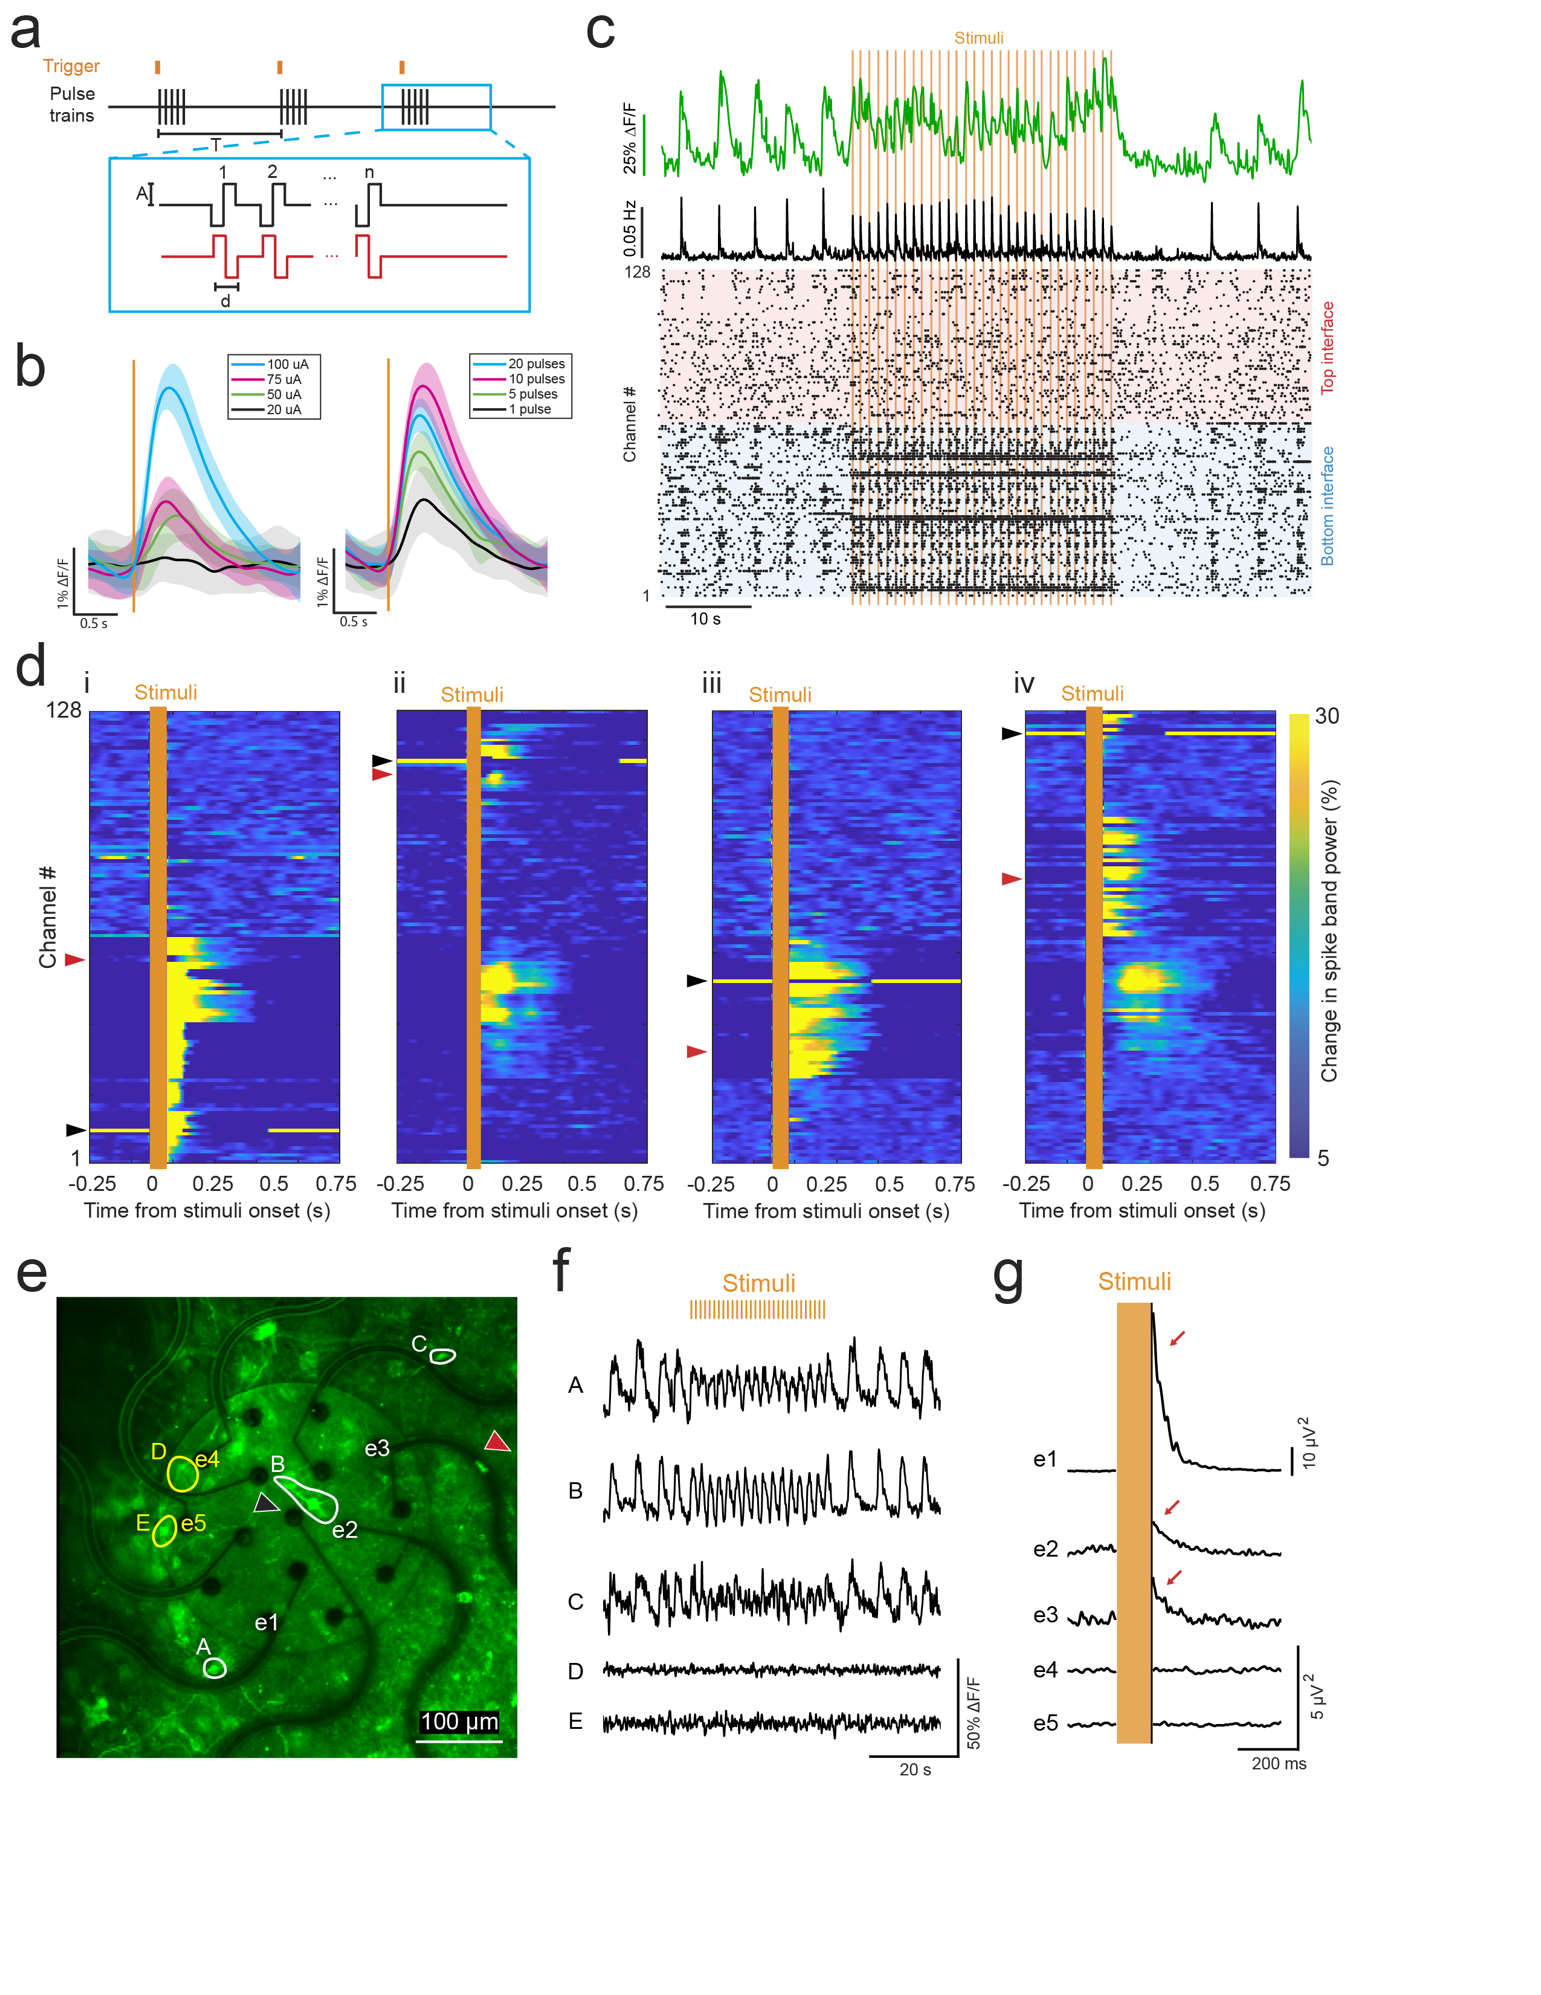 a
Trigger
Pulse
trains
T
1 2 ... n
A
...
...
d
b
100 uA
75 uA
50 uA
20 uA
1% ΔF/F
0.5 s
20 pulses
10 pulses
5 pulses
1 pulse
1% ΔF/F
0.5 s
c
Stimuli
25% ΔF/F
0.05 Hz
128
Channel #
1
Top interface
Bottom interface
10 s
d
i
Stimuli
128
Channel #
1
-0.25 0 0.25 0.5 0.75
Time from stimuli onset (s)
ii
Stimuli
-0.25 0 0.25 0.5 0.75
Time from stimuli onset (s)
iii
Stimuli
-0.25 0 0.25 0.5 0.75
Time from stimuli onset (s)
iv
Stimuli
-0.25 0 0.25 0.5 0.75
Time from stimuli onset (s)
30
Change in spike band power (%)
5
e
C
D e4
e3
B
E e5
e2
e1
A
100 µm
f
Stimuli
A
B
C
D
E
50% ΔF/F
20 s
g
Stimuli
e1
10 µV²
e2
e3
e4
e5
5 µV²
200 ms